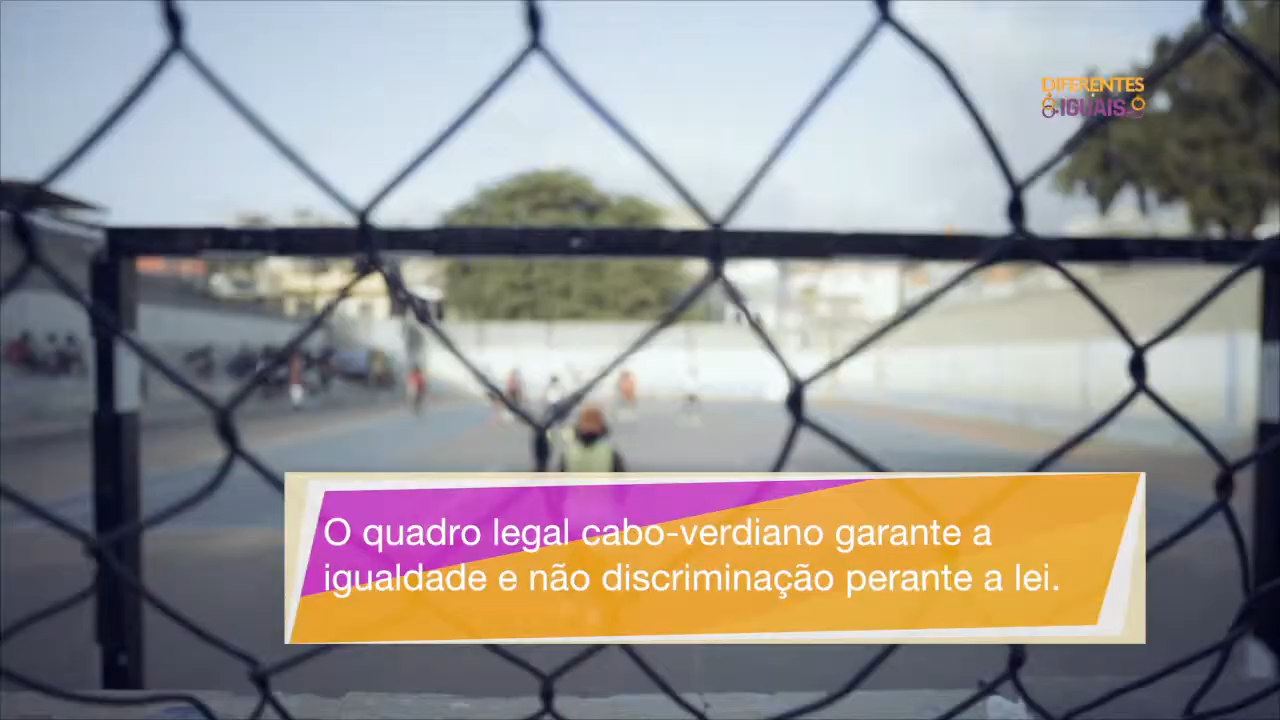 DIFERENTES
IGUAIS
O quadro legal cabo-verdiano garante a
igualdade e não discriminação perante a lei.